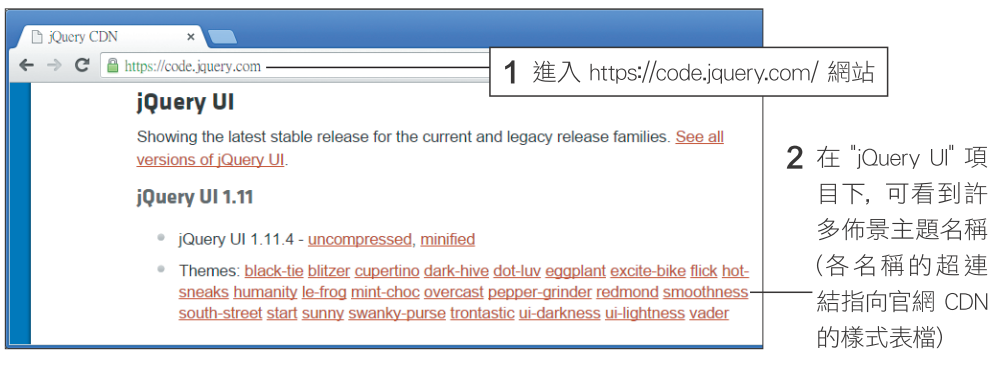 jQuery CDN
https://code.jquery.com
1 進入 https://code.jquery.com/ 網站
jQuery UI
Showing the latest stable release for the current and legacy release families. See all
versions of jQuery UI.
jQuery UI 1.11
jQuery UI 1.11.4 - uncompressed, minified
Themes: black-tie blitzer cupertino dark-hive dot-luv eggplant excite-bike flick hot-
sneaks humanity le-frog mint-choc overcast pepper-grinder redmond smoothness
south-street start sunny swanky-purse trontastic ui-darkness ui-lightness vader
2 在 "jQuery UI" 項
目下, 可看到許
多佈景主題名稱
(各名稱的超連
結指向官網 CDN
的樣式表檔)